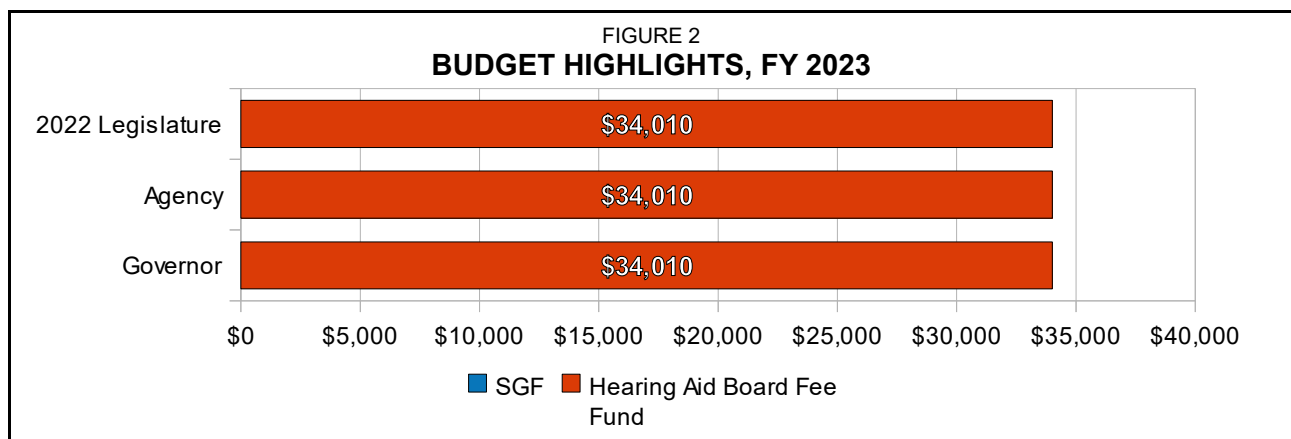 FIGURE 2
BUDGET HIGHLIGHTS, FY 2023
2022 Legislature
$34,010
Agency
$34,010
Governor
$34,010
$0 $5,000 $10,000 $15,000 $20,000 $25,000 $30,000 $35,000 $40,000
SGF Hearing Aid Board Fee
Fund